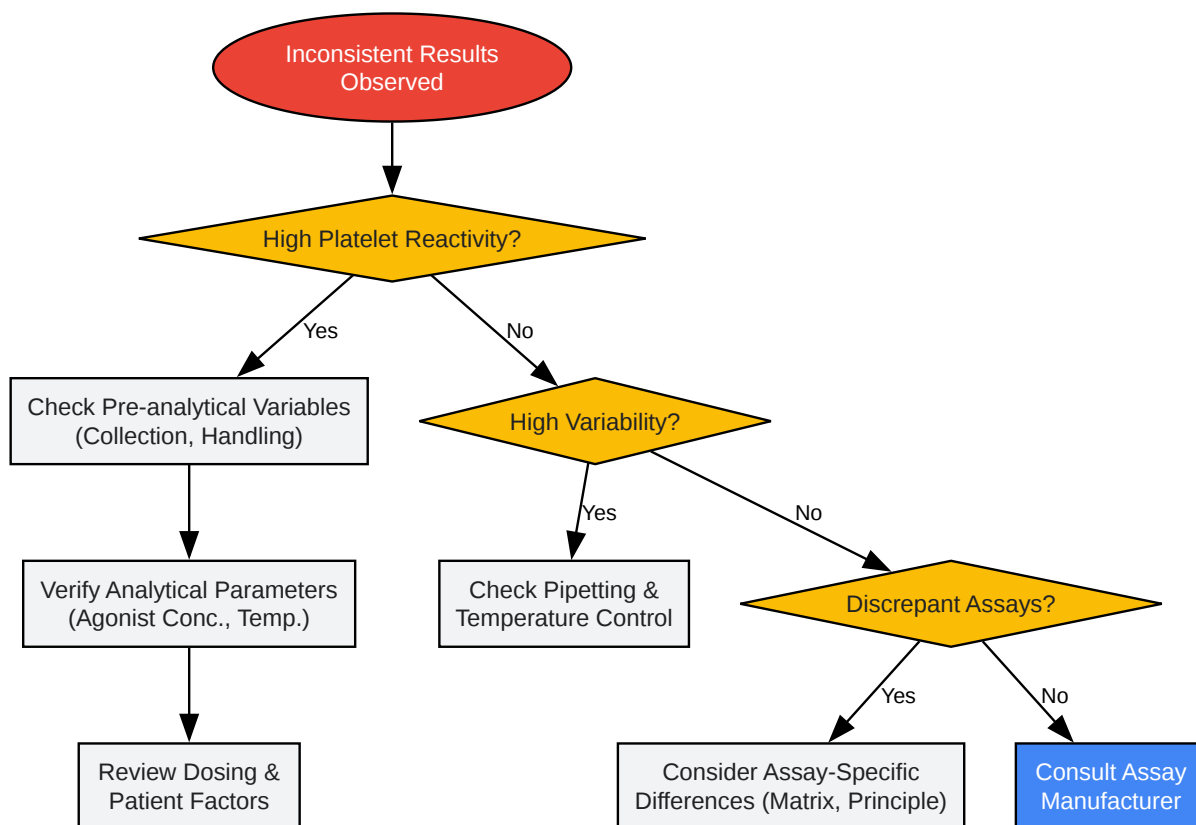 Inconsistent Results
Observed
High Platelet Reactivity?
Yes
No
Check Pre-analytical Variables
(Collection, Handling)
High Variability?
Yes
No
Verify Analytical Parameters
(Agonist Conc., Temp.)
Check Pipetting &
Temperature Control
Discrepant Assays?
Yes
No
Review Dosing &
Patient Factors
Consider Assay-Specific
Differences (Matrix, Principle)
Consult Assay
Manufacturer